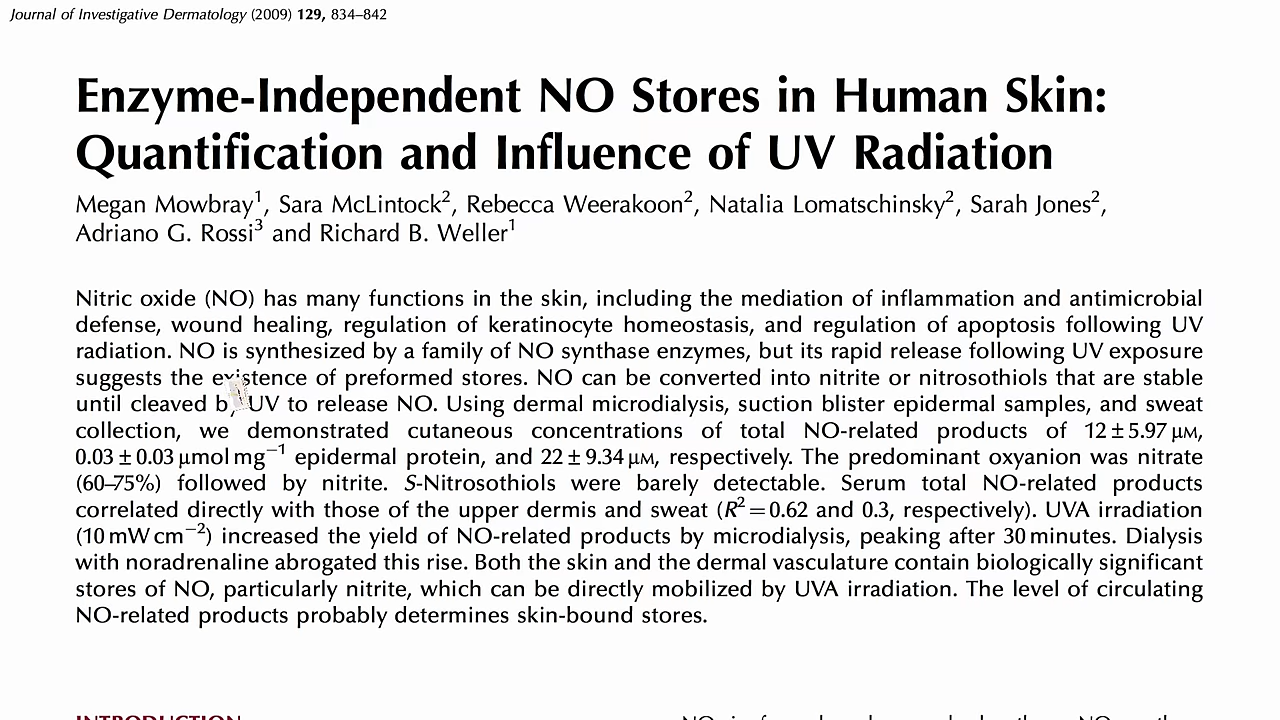 Journal of Investigative Dermatology (2009) 129, 834–842
Enzyme-Independent NO Stores in Human Skin:
Quantification and Influence of UV Radiation
Megan Mowbray1, Sara McLintock2, Rebecca Weerakoon2, Natalia Lomatschinsky2, Sarah Jones2,
Adriano G. Rossi3 and Richard B. Weller1
Nitric oxide (NO) has many functions in the skin, including the mediation of inflammation and antimicrobial
defense, wound healing, regulation of keratinocyte homeostasis, and regulation of apoptosis following UV
radiation. NO is synthesized by a family of NO synthase enzymes, but its rapid release following UV exposure
suggests the existence of preformed stores. NO can be converted into nitrite or nitrosothiols that are stable
until cleaved by UV to release NO. Using dermal microdialysis, suction blister epidermal samples, and sweat
collection, we demonstrated cutaneous concentrations of total NO-related products of 12 ± 5.97 μM,
0.03 ± 0.03 μmol mg−1 epidermal protein, and 22 ± 9.34 μM, respectively. The predominant oxyanion was nitrate
(60–75%) followed by nitrite. S-Nitrosothiols were barely detectable. Serum total NO-related products
correlated directly with those of the upper dermis and sweat (R2 = 0.62 and 0.3, respectively). UVA irradiation
(10 mW cm−2) increased the yield of NO-related products by microdialysis, peaking after 30 minutes. Dialysis
with noradrenaline abrogated this rise. Both the skin and the dermal vasculature contain biologically significant
stores of NO, particularly nitrite, which can be directly mobilized by UVA irradiation. The level of circulating
NO-related products probably determines skin-bound stores.
INTRODUCTION